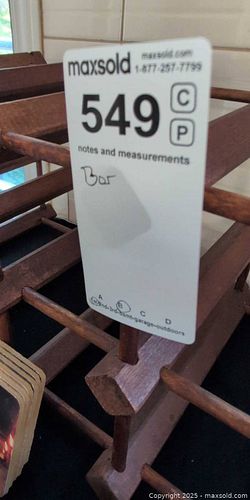 maxsold
maxsold.com
1-877-257-7799
549
C
P
notes and measurements
Bar
A B C D
Copyright 2025 - maxsold.com